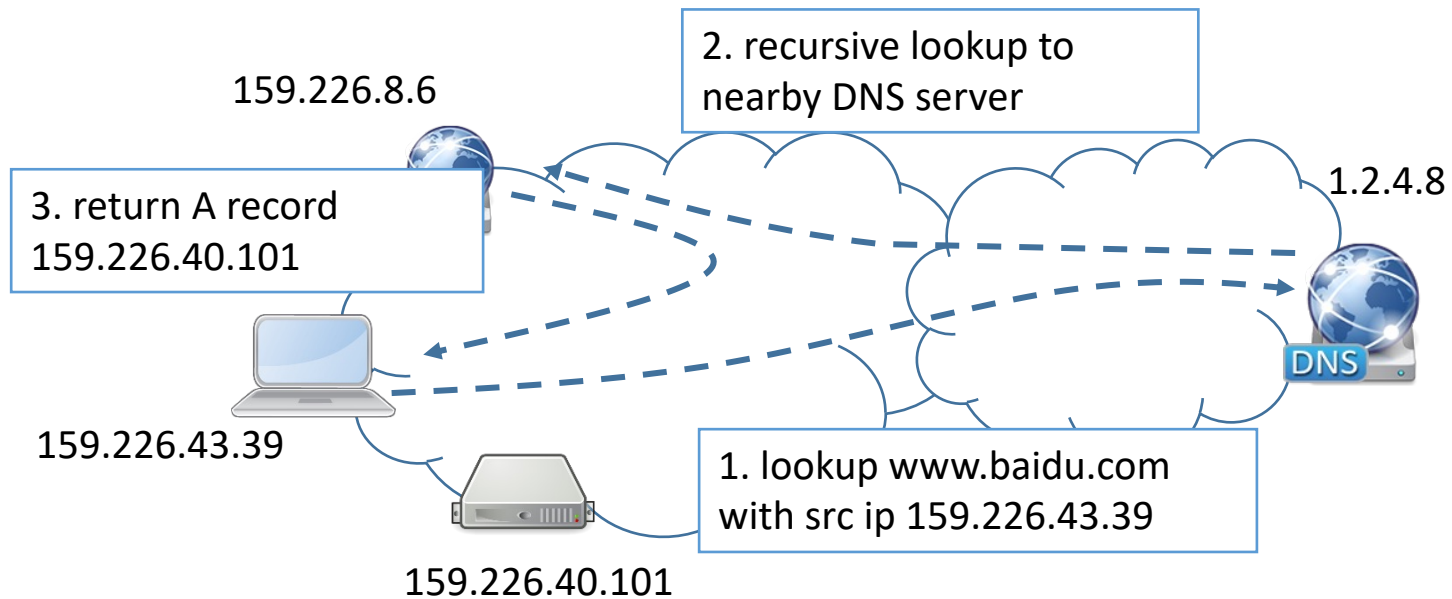 2. recursive lookup to
nearby DNS server
159.226.8.6
1.2.4.8
3. return A record
159.226.40.101
DNS
159.226.43.39
1. lookup www.baidu.com
with src ip 159.226.43.39
159.226.40.101